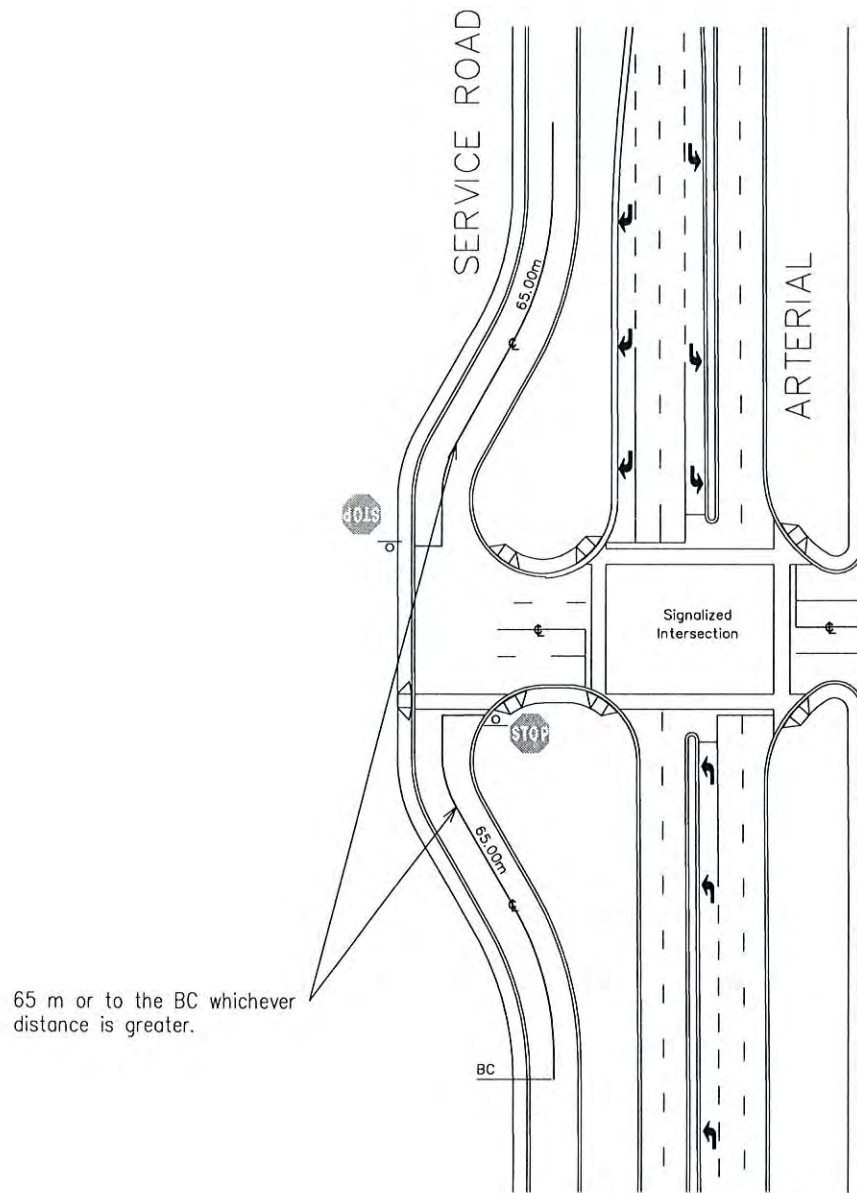 SERVICE ROAD
65.00m
℄
ARTERIAL
STOP
Signalized
Intersection
℄
℄
STOP
65.00m
℄
65 m or to the BC whichever
distance is greater.
BC